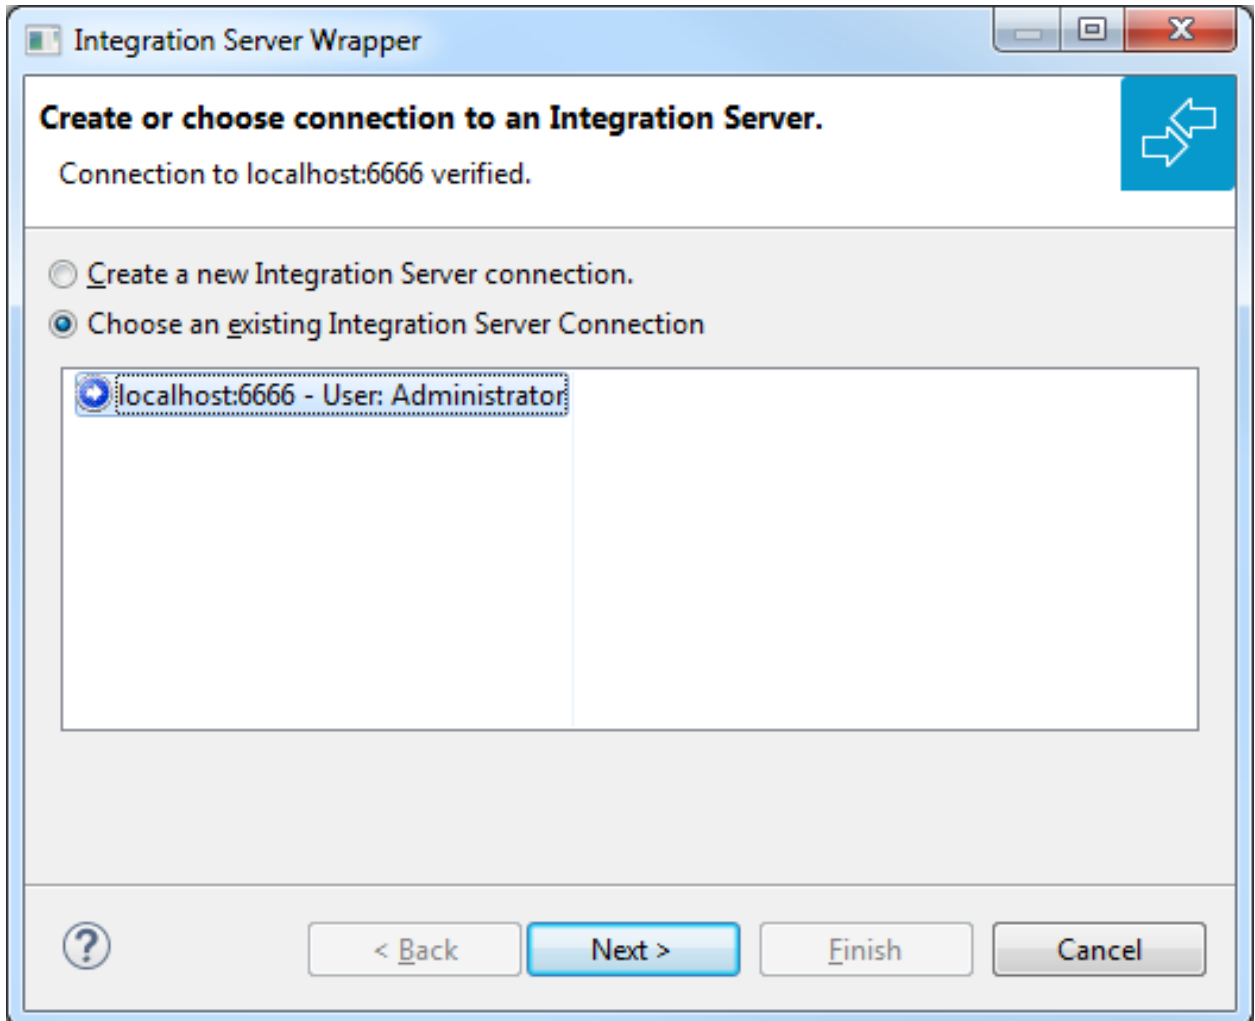 Integration Server Wrapper
Create or choose connection to an Integration Server.
Connection to localhost:6666 verified.
Create a new Integration Server connection.
Choose an existing Integration Server Connection
localhost:6666 - User: Administrator
? < Back Next > Finish Cancel